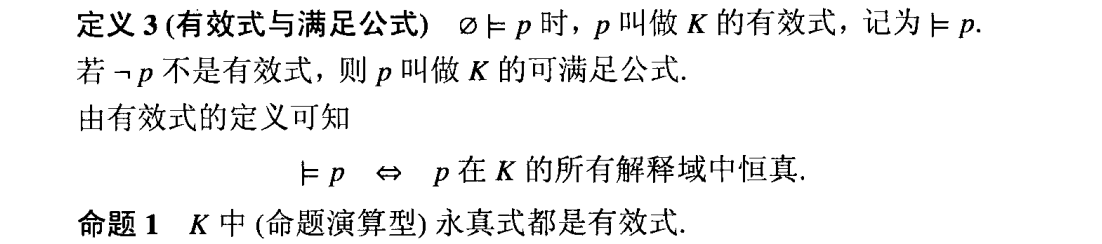 定义 3 (有效式与满足公式) ∅ ⊨ p 时, p 叫做 K 的有效式, 记为 ⊨ p.
若 ¬ p 不是有效式, 则 p 叫做 K 的可满足公式.
由有效式的定义可知
⊨ p ⇔ p 在 K 的所有解释域中恒真.
命题 1 K 中 (命题演算型) 永真式都是有效式.